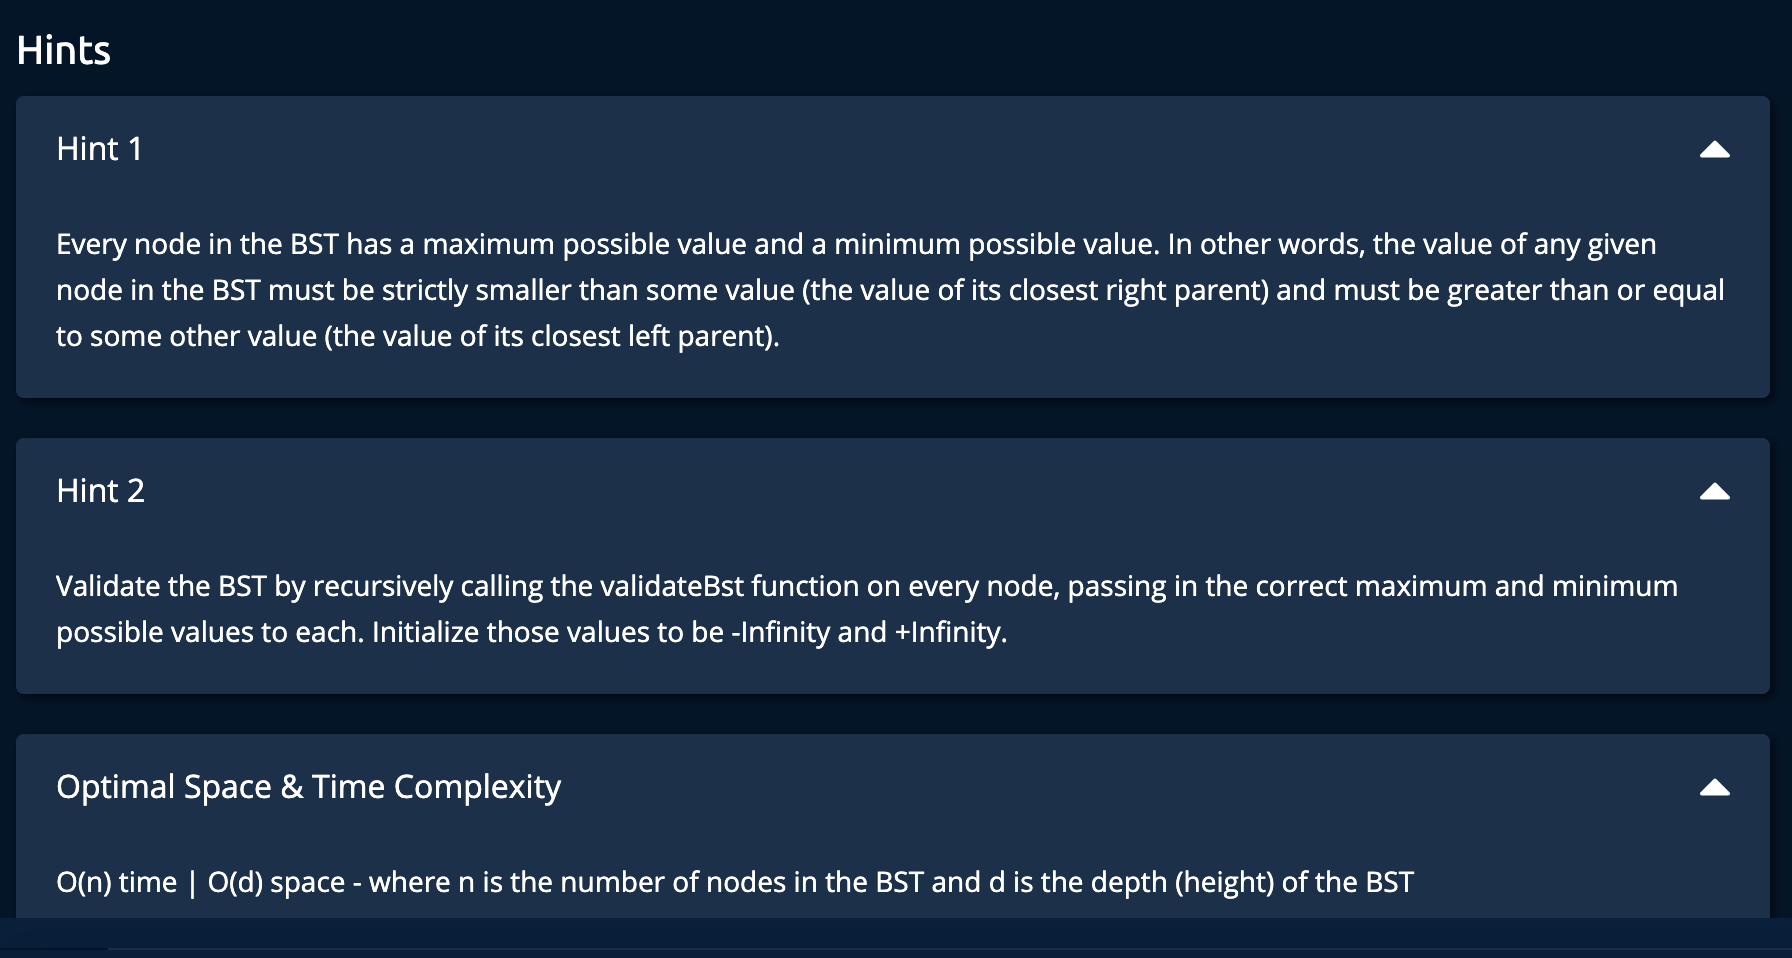 Hints
Hint 1
Every node in the BST has a maximum possible value and a minimum possible value. In other words, the value of any given
node in the BST must be strictly smaller than some value (the value of its closest right parent) and must be greater than or equal
to some other value (the value of its closest left parent).
Hint 2
Validate the BST by recursively calling the validateBst function on every node, passing in the correct maximum and minimum
possible values to each. Initialize those values to be -Infinity and +Infinity.
Optimal Space & Time Complexity
O(n) time | O(d) space - where n is the number of nodes in the BST and d is the depth (height) of the BST